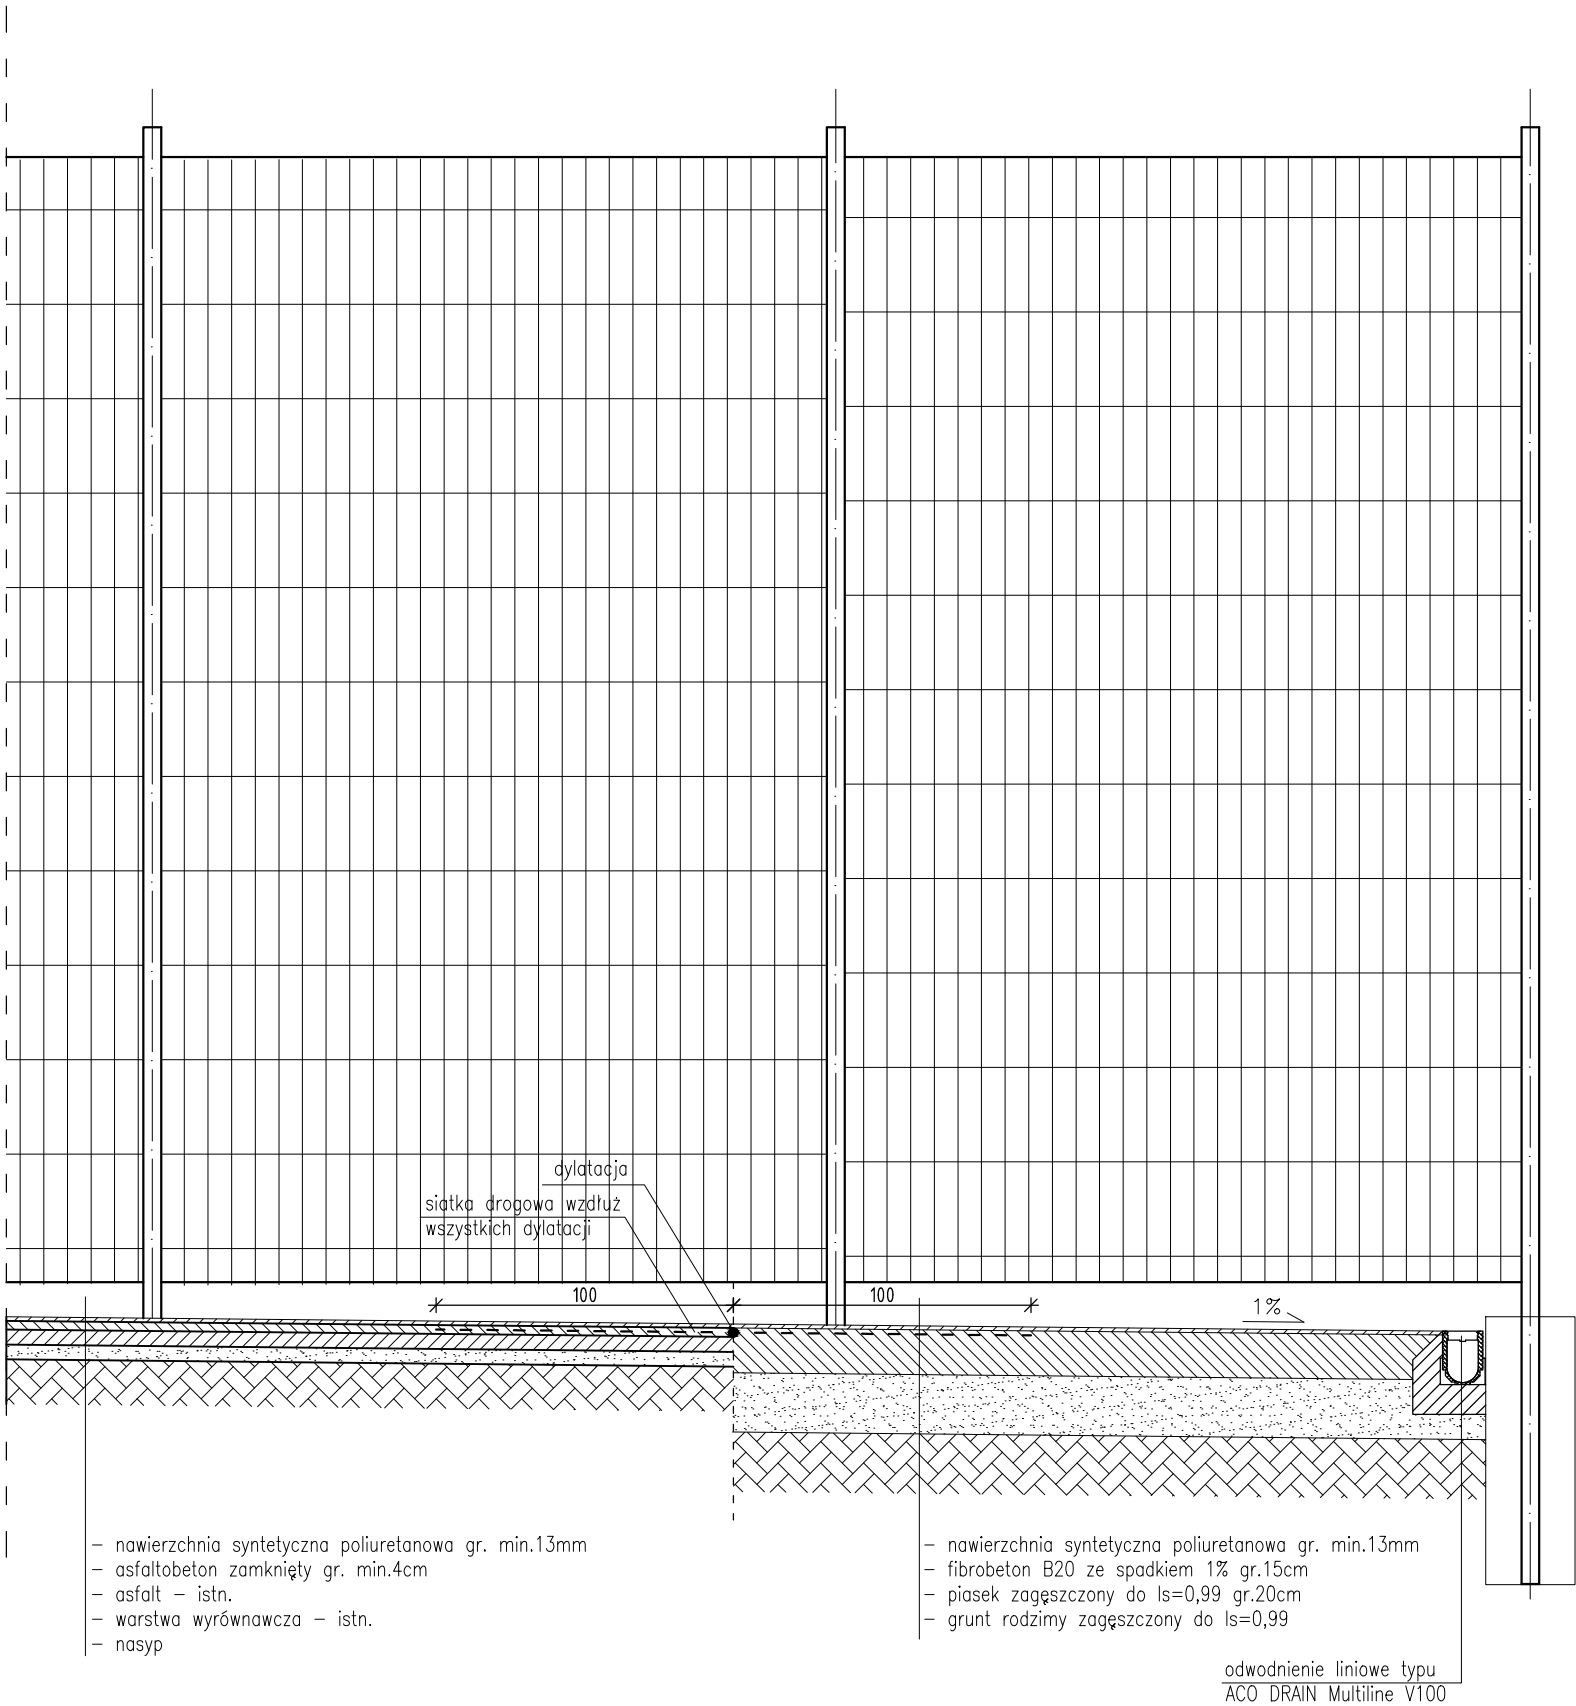 dylatacja
siatka drogowa wzdłuż
wszystkich dylatacji
100
100
1%
- nawierzchnia syntetyczna poliuretanowa gr. min.13mm
- asfaltobeton zamknięty gr. min.4cm
- asfalt - istn.
- warstwa wyrównawcza - istn.
- nasyp
- nawierzchnia syntetyczna poliuretanowa gr. min.13mm
- fibrobeton B20 ze spadkiem 1% gr.15cm
- piasek zagęszczony do Is=0,99 gr.20cm
- grunt rodzimy zagęszczony do Is=0,99
odwodnienie liniowe typu
ACO DRAIN Multiline V100